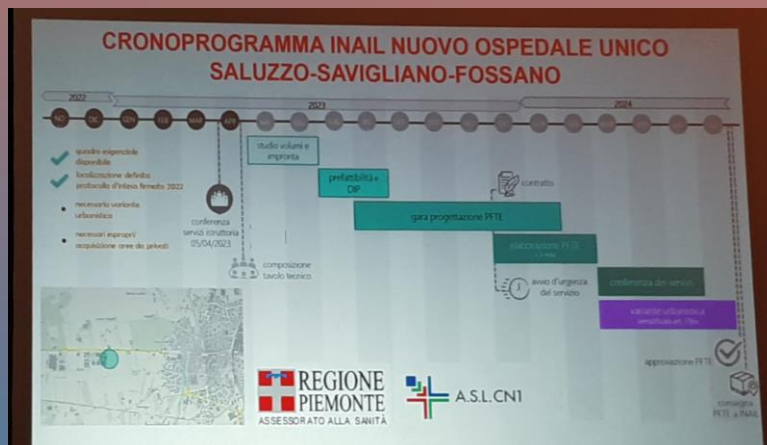 CRONOPROGRAMMA INAIL NUOVO OSPEDALE UNICO
SALUZZO-SAVIGLIANO-FOSSANO
2022
2023
2024
DIC
GEN
FEB
MAR
APR
quadro esigenziale
disponibile
localizzazione definita
protocollo d'intesa firmato 2022
necessaria variante
urbanistica
necessari espropri/
acquisizione aree da privati
conferenza
servizi istruttoria
05/04/2023
composizione
tavolo tecnico
studio volumi e
impronta
prefattibilità e
DIP
gara progettazione PFTE
contratto
elaborazione PFTE
avvio d'urgenza
del servizio
conferenza dei servizi
variante urbanistica
approvazione PFTE
consegna
PFTE a INAIL
REGIONE
PIEMONTE
ASSESSORATO ALLA SANITÀ
A.S.L. CN1